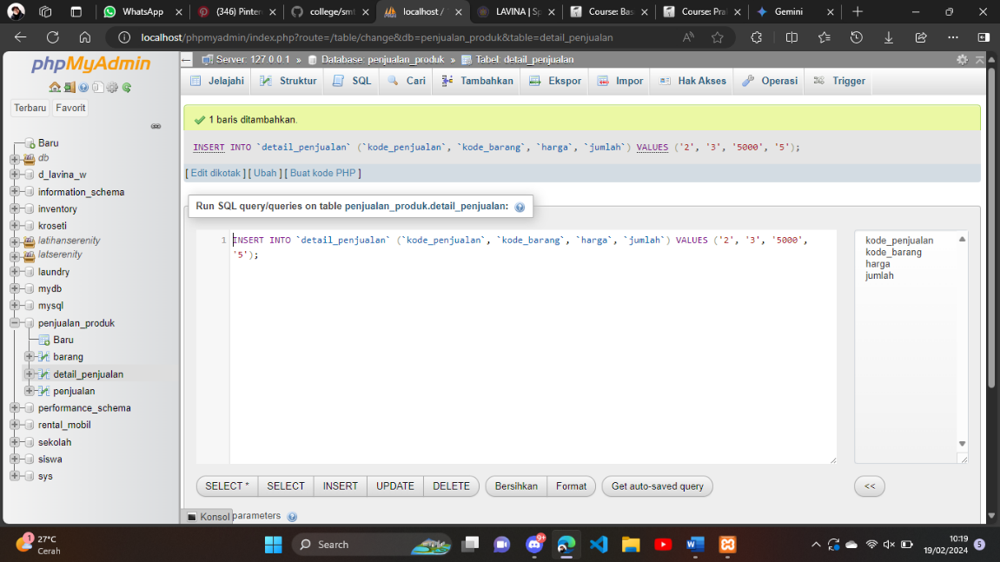 WhatsApp
(346) Pinter
college/smt
localhost /
LAVINA | Sp
Course: Bas
Course: Pral
Gemini
localhost/phpmyadmin/index.php?route=/table/change&db=penjualan_produk&table=detail_penjualan
phpMyAdmin
Terbaru Favorit
Baru
db
d_lavina_w
information_schema
inventory
kroseti
latihanserenity
latserenity
laundry
mydb
mysql
penjualan_produk
Baru
barang
detail_penjualan
penjualan
performance_schema
rental_mobil
sekolah
siswa
sys
Server: 127.0.0.1 » Database: penjualan_produk » Tabel: detail_penjualan
Jelajahi Struktur SQL Cari Tambahkan Ekspor Impor Hak Akses Operasi Trigger
1 baris ditambahkan.
INSERT INTO `detail_penjualan` (`kode_penjualan`, `kode_barang`, `harga`, `jumlah`) VALUES ('2', '3', '5000', '5');
[ Edit dikotak ] [ Ubah ] [ Buat kode PHP ]
Run SQL query/queries on table penjualan_produk.detail_penjualan:
1 INSERT INTO `detail_penjualan` (`kode_penjualan`, `kode_barang`, `harga`, `jumlah`) VALUES ('2', '3', '5000',
'5');
kode_penjualan
kode_barang
harga
jumlah
SELECT * SELECT INSERT UPDATE DELETE Bersihkan Format Get auto-saved query <<
Konsol parameters
1
27°C
Cerah
Search
9+
10:19
19/02/2024
5